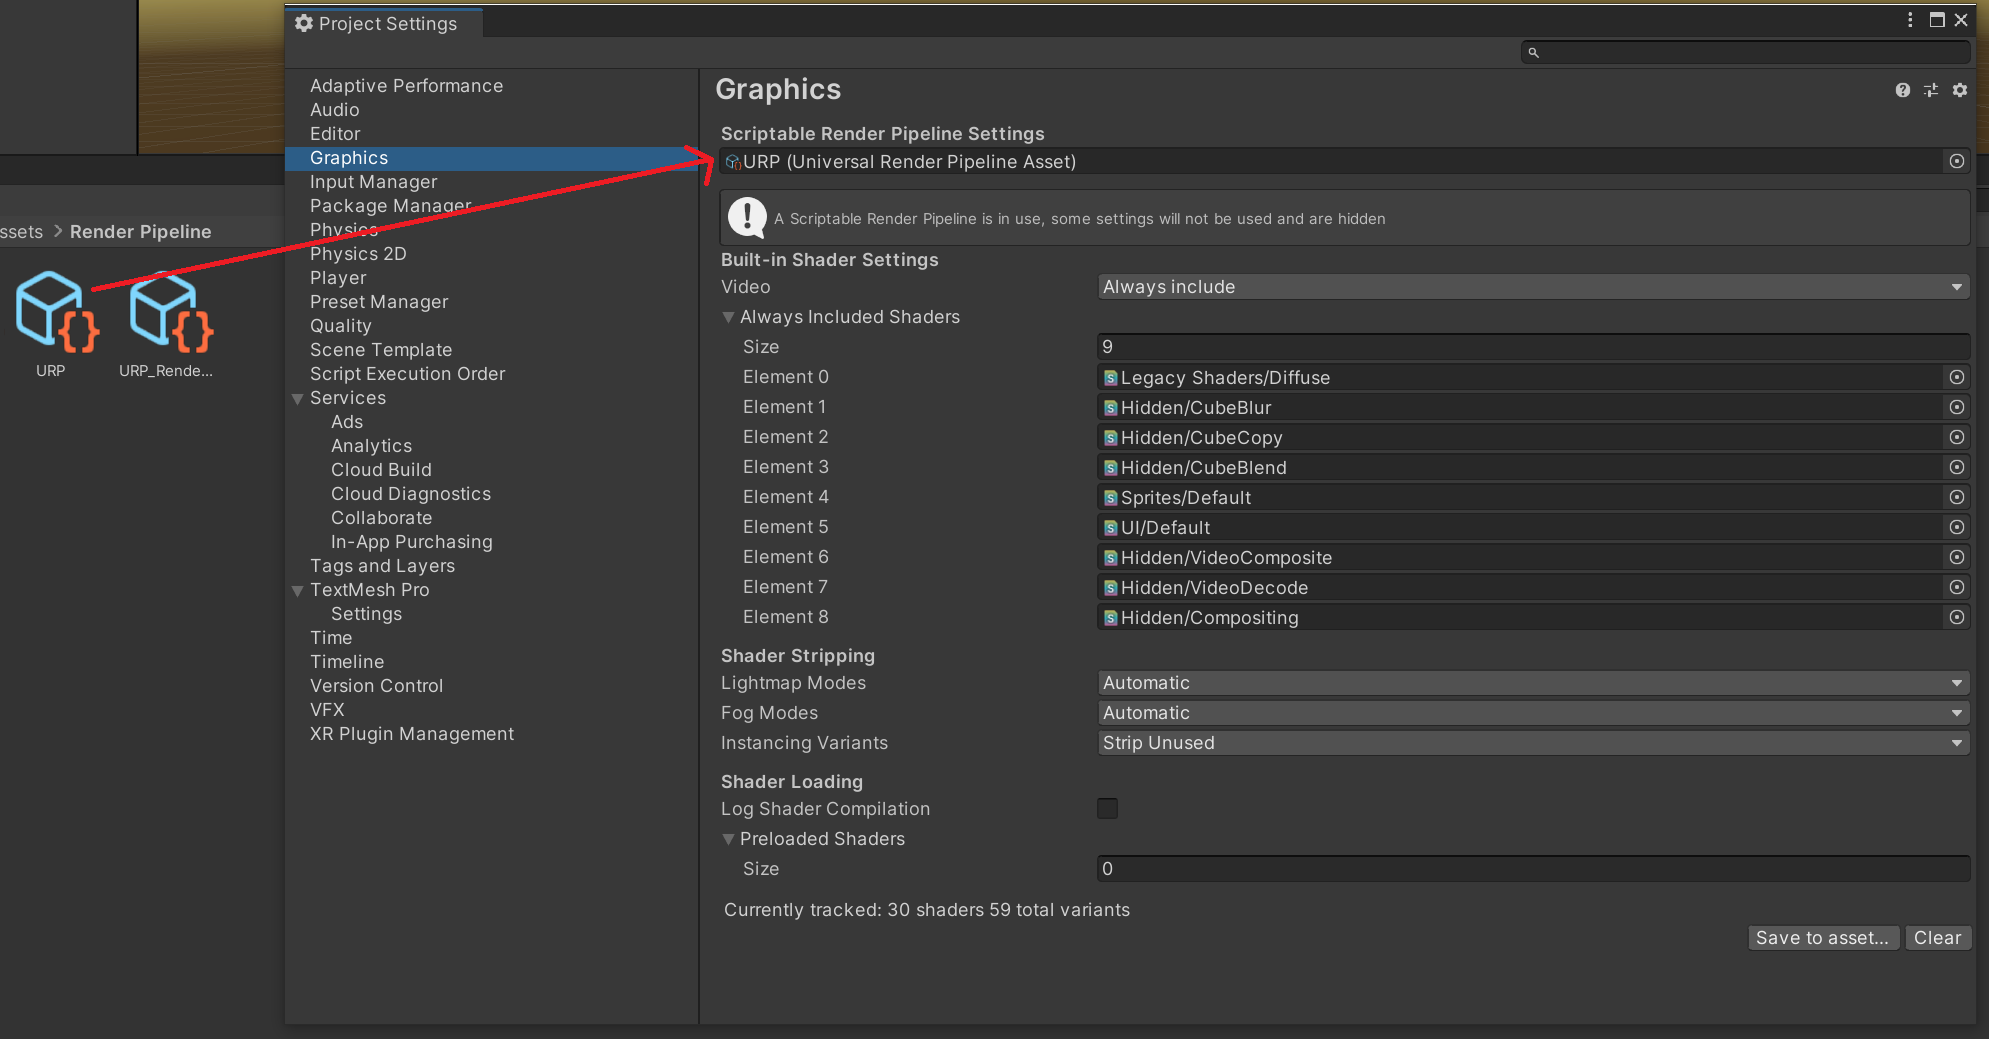 Project Settings
Adaptive Performance
Audio
Editor
Graphics
Input Manager
Package Manager
Physics
Physics 2D
Player
Preset Manager
Quality
Scene Template
Script Execution Order
Services
Ads
Analytics
Cloud Build
Cloud Diagnostics
Collaborate
In-App Purchasing
Tags and Layers
TextMesh Pro
Settings
Time
Timeline
Version Control
VFX
XR Plugin Management
ssets > Render Pipeline
URP
URP_Rende...
Graphics
Scriptable Render Pipeline Settings
URP (Universal Render Pipeline Asset)
A Scriptable Render Pipeline is in use, some settings will not be used and are hidden
Built-in Shader Settings
Video Always include
Always Included Shaders
Size 9
Element 0 Legacy Shaders/Diffuse
Element 1 Hidden/CubeBlur
Element 2 Hidden/CubeCopy
Element 3 Hidden/CubeBlend
Element 4 Sprites/Default
Element 5 UI/Default
Element 6 Hidden/VideoComposite
Element 7 Hidden/VideoDecode
Element 8 Hidden/Compositing
Shader Stripping
Lightmap Modes Automatic
Fog Modes Automatic
Instancing Variants Strip Unused
Shader Loading
Log Shader Compilation
Preloaded Shaders
Size 0
Currently tracked: 30 shaders 59 total variants
Save to asset... Clear